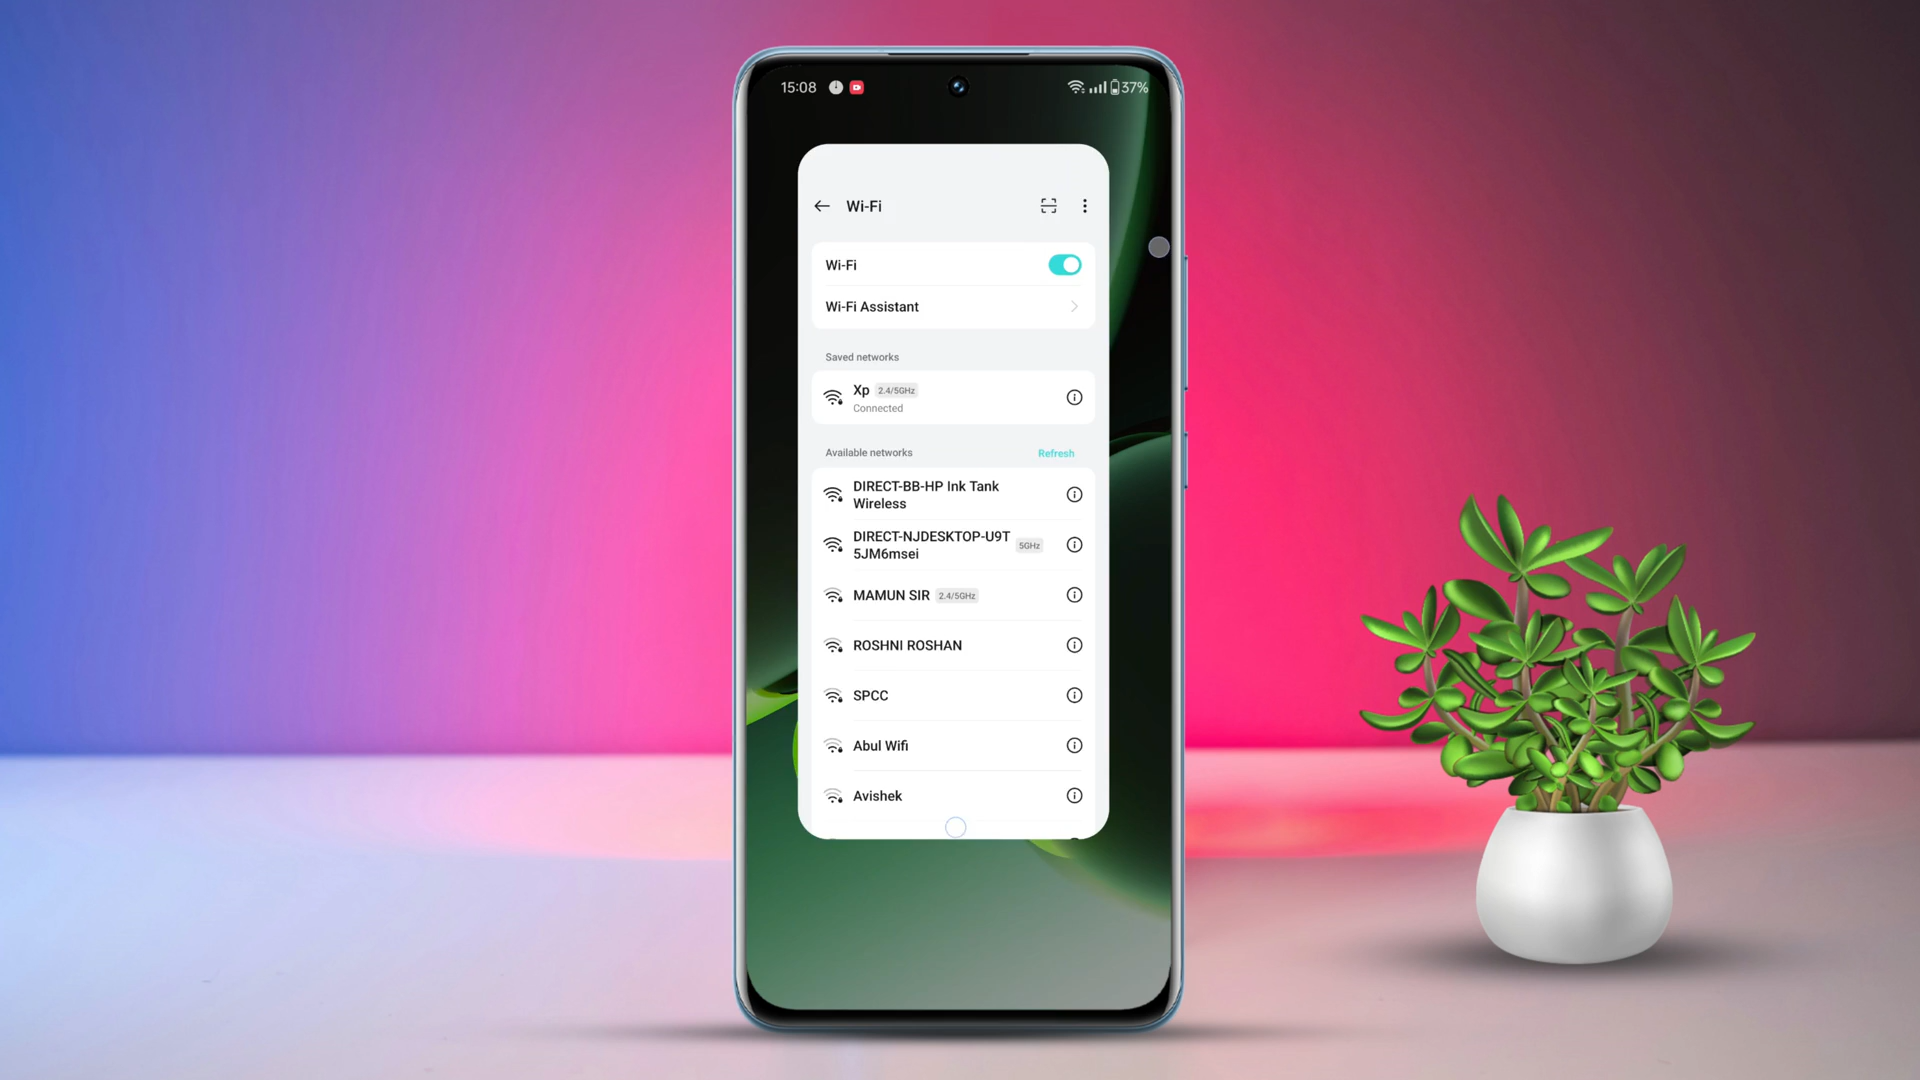 15:08
37%
Wi-Fi
Wi-Fi
Wi-Fi Assistant
Saved networks
Xp 2.4/5GHz
Connected
Available networks Refresh
DIRECT-BB-HP Ink Tank
Wireless
DIRECT-NJDESKTOP-U9T 5GHz
5JM6msei
MAMUN SIR 2.4/5GHz
ROSHNI ROSHAN
SPCC
Abul Wifi
Avishek